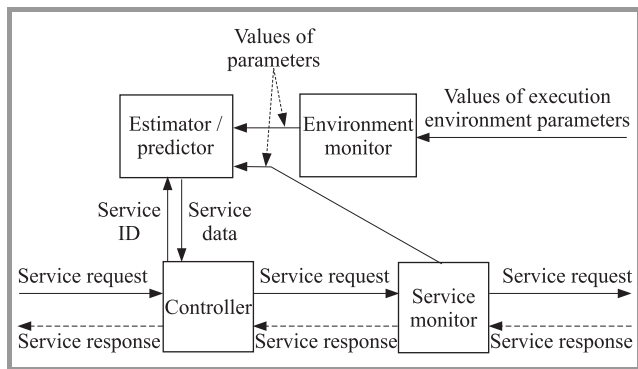 Values of
parameters
Estimator /
predictor
Environment
monitor
Values of execution
environment parameters
Service
ID
Service
data
Service request
Controller
Service request
Service
monitor
Service request
Service response
Service response
Service response